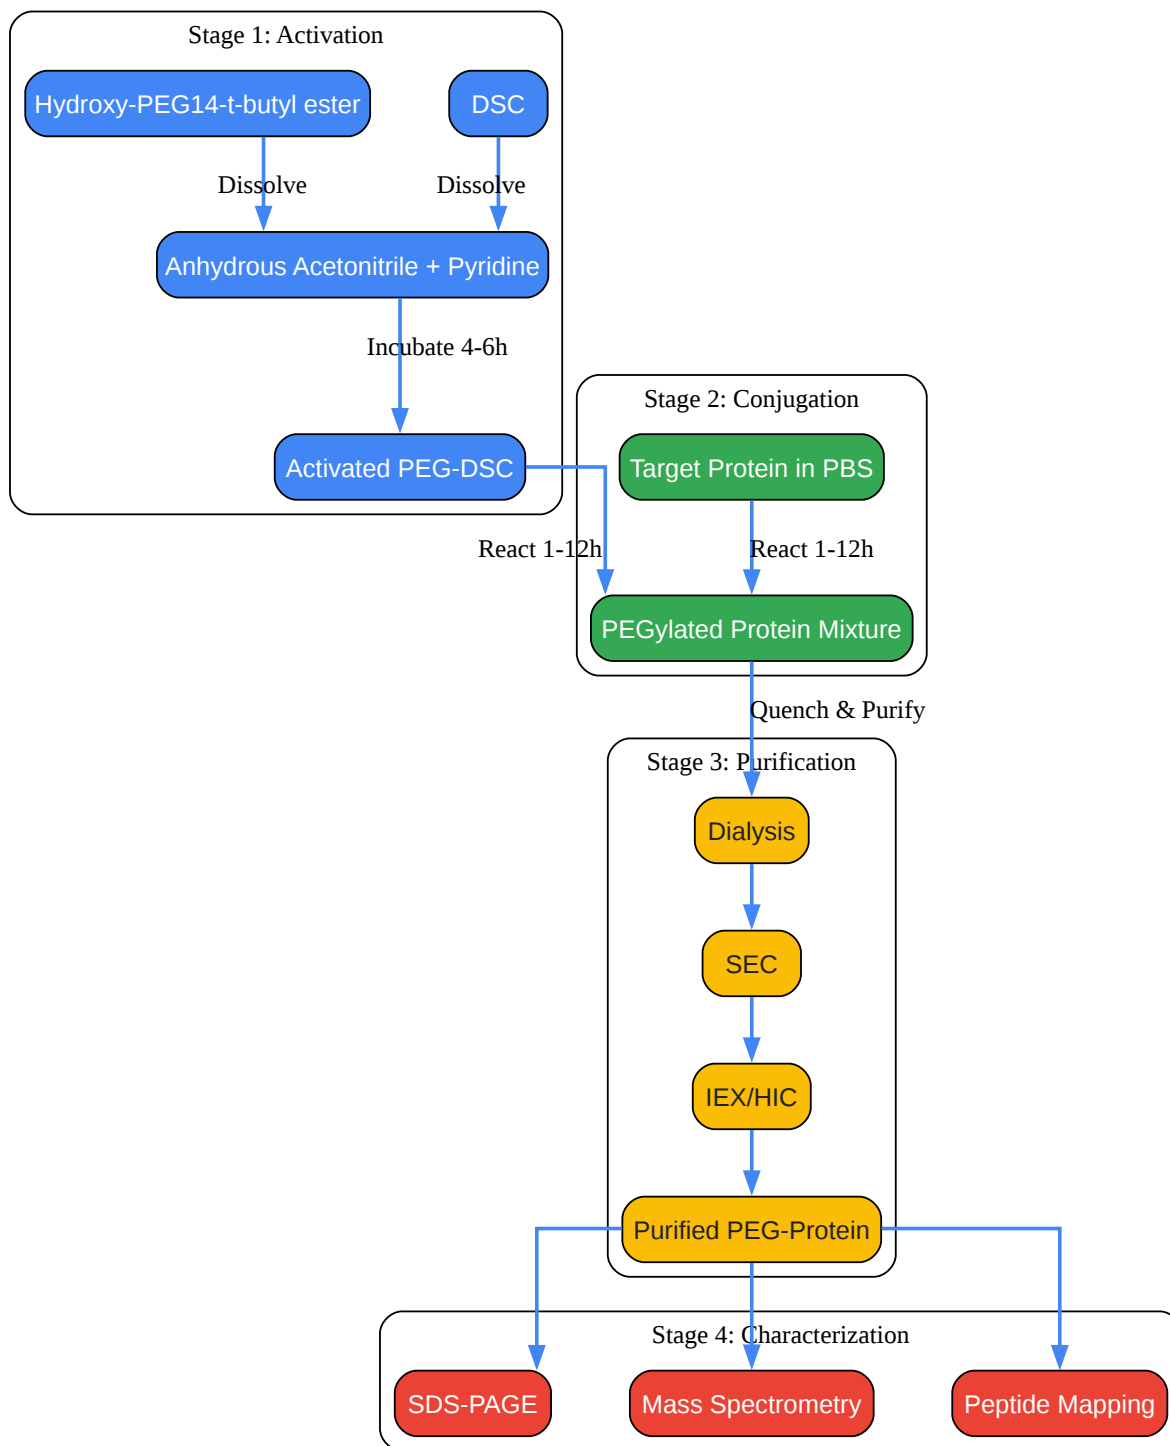 Stage 1: Activation
Hydroxy-PEG14-t-butyl ester
DSC
Dissolve
Dissolve
Anhydrous Acetonitrile + Pyridine
Incubate 4-6h
Activated PEG-DSC
Stage 2: Conjugation
Target Protein in PBS
React 1-12h
React 1-12h
PEGylated Protein Mixture
Quench & Purify
Stage 3: Purification
Dialysis
SEC
IEX/HIC
Purified PEG-Protein
Stage 4: Characterization
SDS-PAGE
Mass Spectrometry
Peptide Mapping